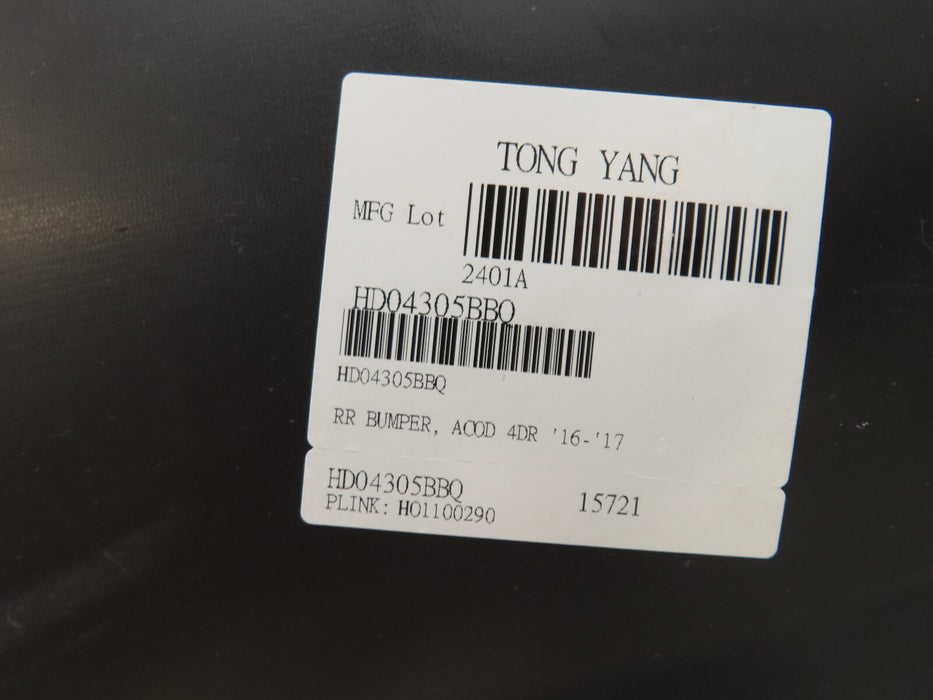 TONG YANG
MFG Lot
2401A
HD04305BBQ
HD04305BBQ
RR BUMPER, ACOD 4DR '16-'17
HD04305BBQ 15721
PLINK: HO1100290